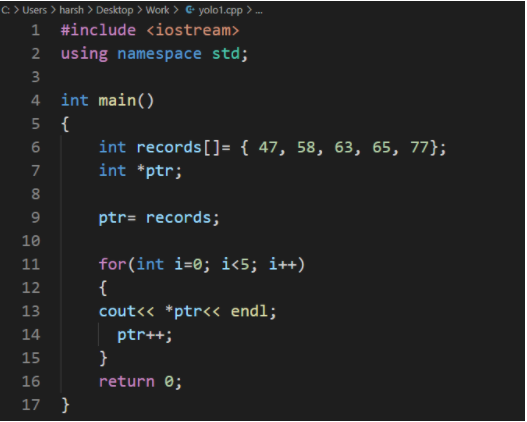 C: > Users > harsh > Desktop > Work > yolo1.cpp > ...
1 #include <iostream>
2 using namespace std;
3
4 int main()
5 {
6 int records[]= { 47, 58, 63, 65, 77};
7 int *ptr;
8
9 ptr= records;
10
11 for(int i=0; i<5; i++)
12 {
13 cout<< *ptr<< endl;
14 ptr++;
15 }
16 return 0;
17 }